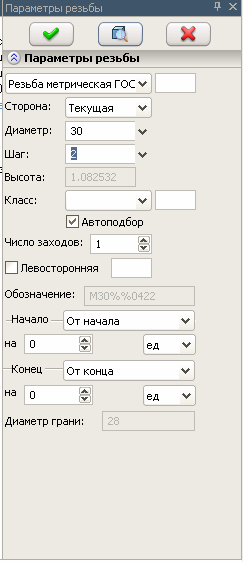 Параметры резьбы
Параметры резьбы
Резьба метрическая ГОС
Сторона: Текущая
Диаметр: 30
Шаг: 2
Высота: 1.082532
Класс:
Автоподбор
Число заходов: 1
Левосторонняя
Обозначение: М30%%0422
Начало От начала
на 0 ед
Конец От конца
на 0 ед
Диаметр грани: 28